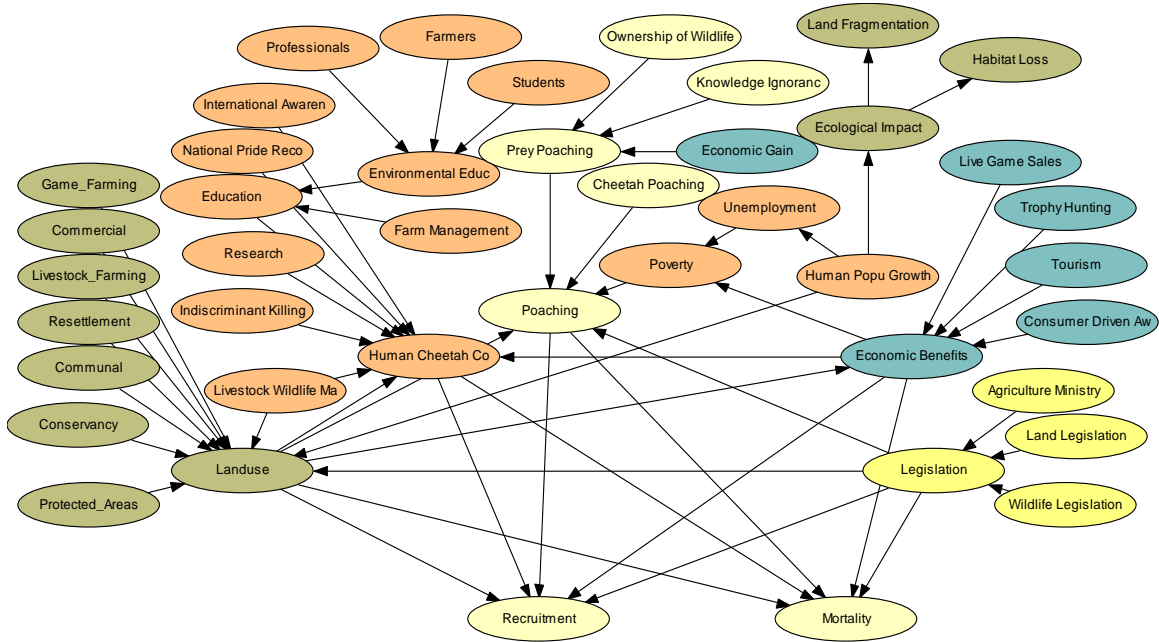 Land Fragmentation
Farmers
Ownership of Wildlife
Professionals
Habitat Loss
Students
Knowledge Ignoranc
International Awaren
Ecological Impact
National Pride Reco
Prey Poaching
Economic Gain
Live Game Sales
Environmental Educ
Game_Farming
Cheetah Poaching
Education
Unemployment
Trophy Hunting
Commercial
Farm Management
Research
Poverty
Tourism
Livestock_Farming
Human Popu Growth
Indiscriminant Killing
Poaching
Resettlement
Consumer Driven Aw
Human Cheetah Co
Economic Benefits
Communal
Livestock Wildlife Ma
Agriculture Ministry
Conservancy
Land Legislation
Landuse
Legislation
Protected_Areas
Wildlife Legislation
Recruitment
Mortality